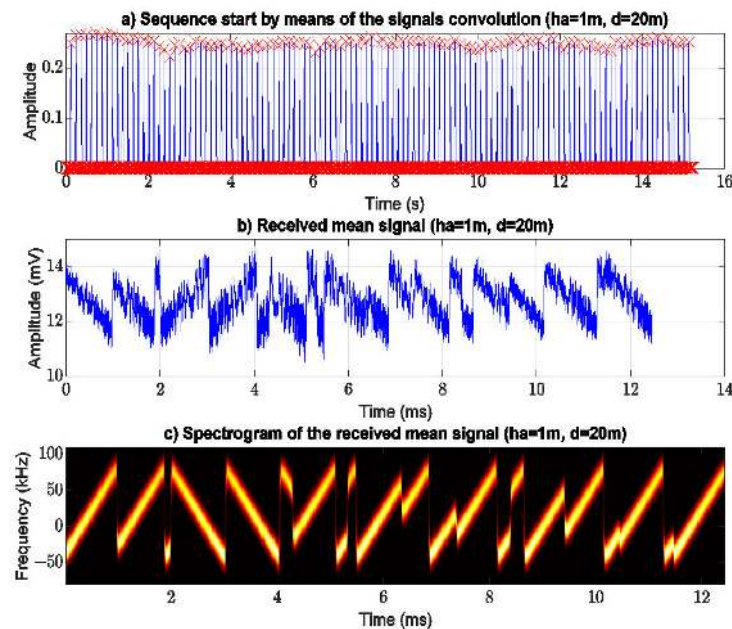 a) Sequence start by means of the signals convolution (ha=1m, d=20m)
Amplitude
0.2
0.1
0
0 2 4 6 8 10 12 14 16
Time (s)
b) Received mean signal (ha=1m, d=20m)
Amplitude (mV)
14
12
10
0 2 4 6 8 10 12 14
Time (ms)
c) Spectrogram of the received mean signal (ha=1m, d=20m)
Frequency (kHz)
100
50
0
−50
2 4 6 8 10 12
Time (ms)